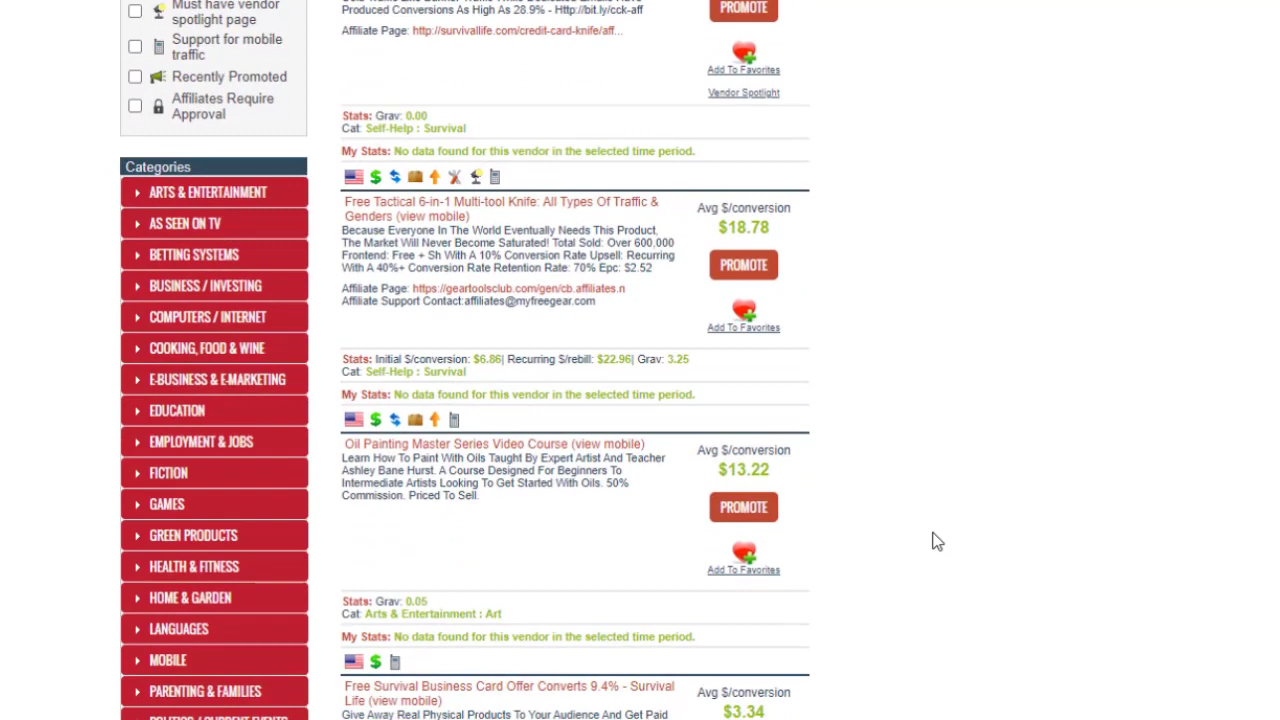 Must have vendor
spotlight page
Support for mobile
traffic
Recently Promoted
Affiliates Require
Approval
Categories
ARTS & ENTERTAINMENT
AS SEEN ON TV
BETTING SYSTEMS
BUSINESS / INVESTING
COMPUTERS / INTERNET
COOKING, FOOD & WINE
E-BUSINESS & E-MARKETING
EDUCATION
EMPLOYMENT & JOBS
FICTION
GAMES
GREEN PRODUCTS
HEALTH & FITNESS
HOME & GARDEN
LANGUAGES
MOBILE
PARENTING & FAMILIES
POLITICS / CURRENT EVENTS
Produced Conversions As High As 28.9% - Http://bit.ly/cck-aff
Affiliate Page: http://survivallife.com/credit-card-knife/aff...
PROMOTE
Add To Favorites
Vendor Spotlight
Stats: Grav: 0.00
Cat: Self-Help : Survival
My Stats: No data found for this vendor in the selected time period.
Free Tactical 6-in-1 Multi-tool Knife: All Types Of Traffic &
Genders (view mobile)
Because Everyone In The World Eventually Needs This Product,
The Market Will Never Become Saturated! Total Sold: Over 600,000
Frontend: Free + Sh With A 10% Conversion Rate Upsell: Recurring
With A 40%+ Conversion Rate Retention Rate: 70% Epc: $2.52
Affiliate Page: https://geartoolsclub.com/gen/cb.affiliates.n
Affiliate Support Contact:affiliates@myfreegear.com
Avg $/conversion
$18.78
PROMOTE
Add To Favorites
Stats: Initial $/conversion: $6.86| Recurring $/rebill: $22.96| Grav: 3.25
Cat: Self-Help : Survival
My Stats: No data found for this vendor in the selected time period.
Oil Painting Master Series Video Course (view mobile)
Learn How To Paint With Oils Taught By Expert Artist And Teacher
Ashley Bane Hurst. A Course Designed For Beginners To
Intermediate Artists Looking To Get Started With Oils. 50%
Commission. Priced To Sell.
Avg $/conversion
$13.22
PROMOTE
Add To Favorites
Stats: Grav: 0.05
Cat: Arts & Entertainment : Art
My Stats: No data found for this vendor in the selected time period.
Free Survival Business Card Offer Converts 9.4% - Survival
Life (view mobile)
Give Away Real Physical Products To Your Audience And Get Paid
Avg $/conversion
$3.34